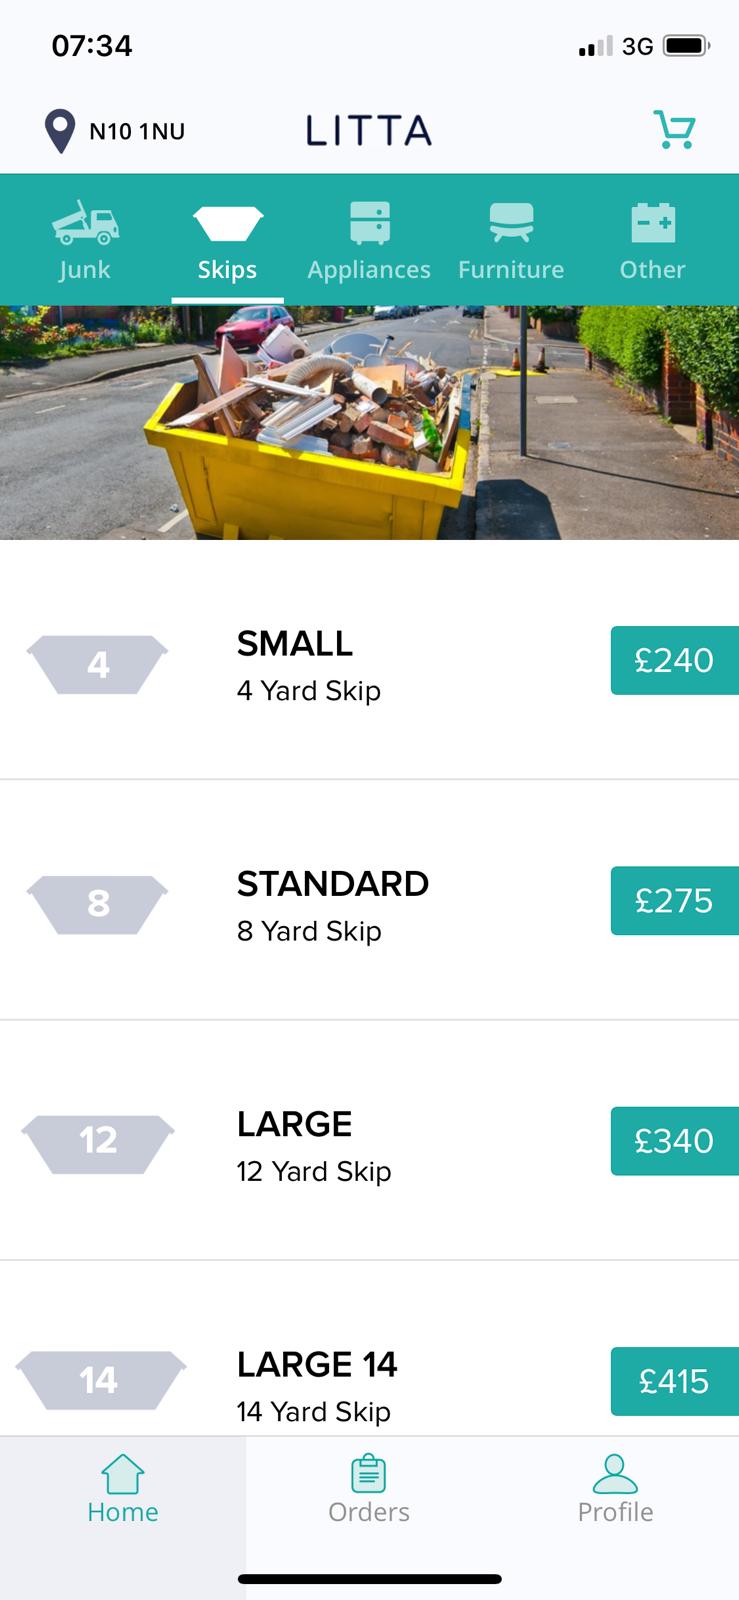 07:34
3G
N10 1NU
LITTA
Junk
Skips
Appliances
Furniture
Other
4
SMALL
4 Yard Skip
£240
8
STANDARD
8 Yard Skip
£275
12
LARGE
12 Yard Skip
£340
14
LARGE 14
14 Yard Skip
£415
Home
Orders
Profile